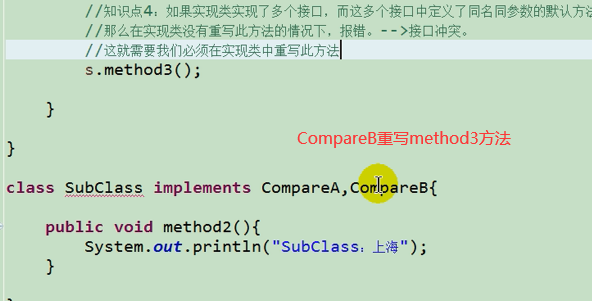 //知识点4：如果实现类实现了多个接口，而这多个接口中定义了同名同参数的默认方法
//那么在实现类没有重写此方法的情况下，报错。-->接口冲突。
//这就需要我们必须在实现类中重写此方法
s.method3();
}
CompareB重写method3方法
}
class SubClass implements CompareA,CompareB{
public void method2(){
System.out.println("SubClass：上海");
}